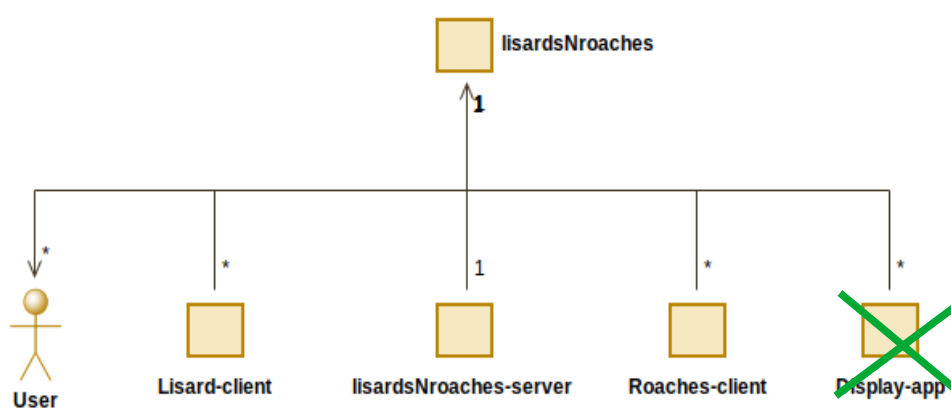 lisardsNroaches
1
*
*
1
*
*
User
Lisard-client
lisardsNroaches-server
Roaches-client
Display-app